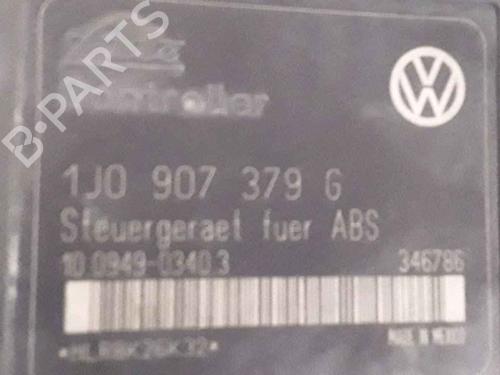 B-PARTS
Controller
1J0 907 379 G
Steuergeraet fuer ABS
10.0949-0340.3 346786
MADE IN MEXICO